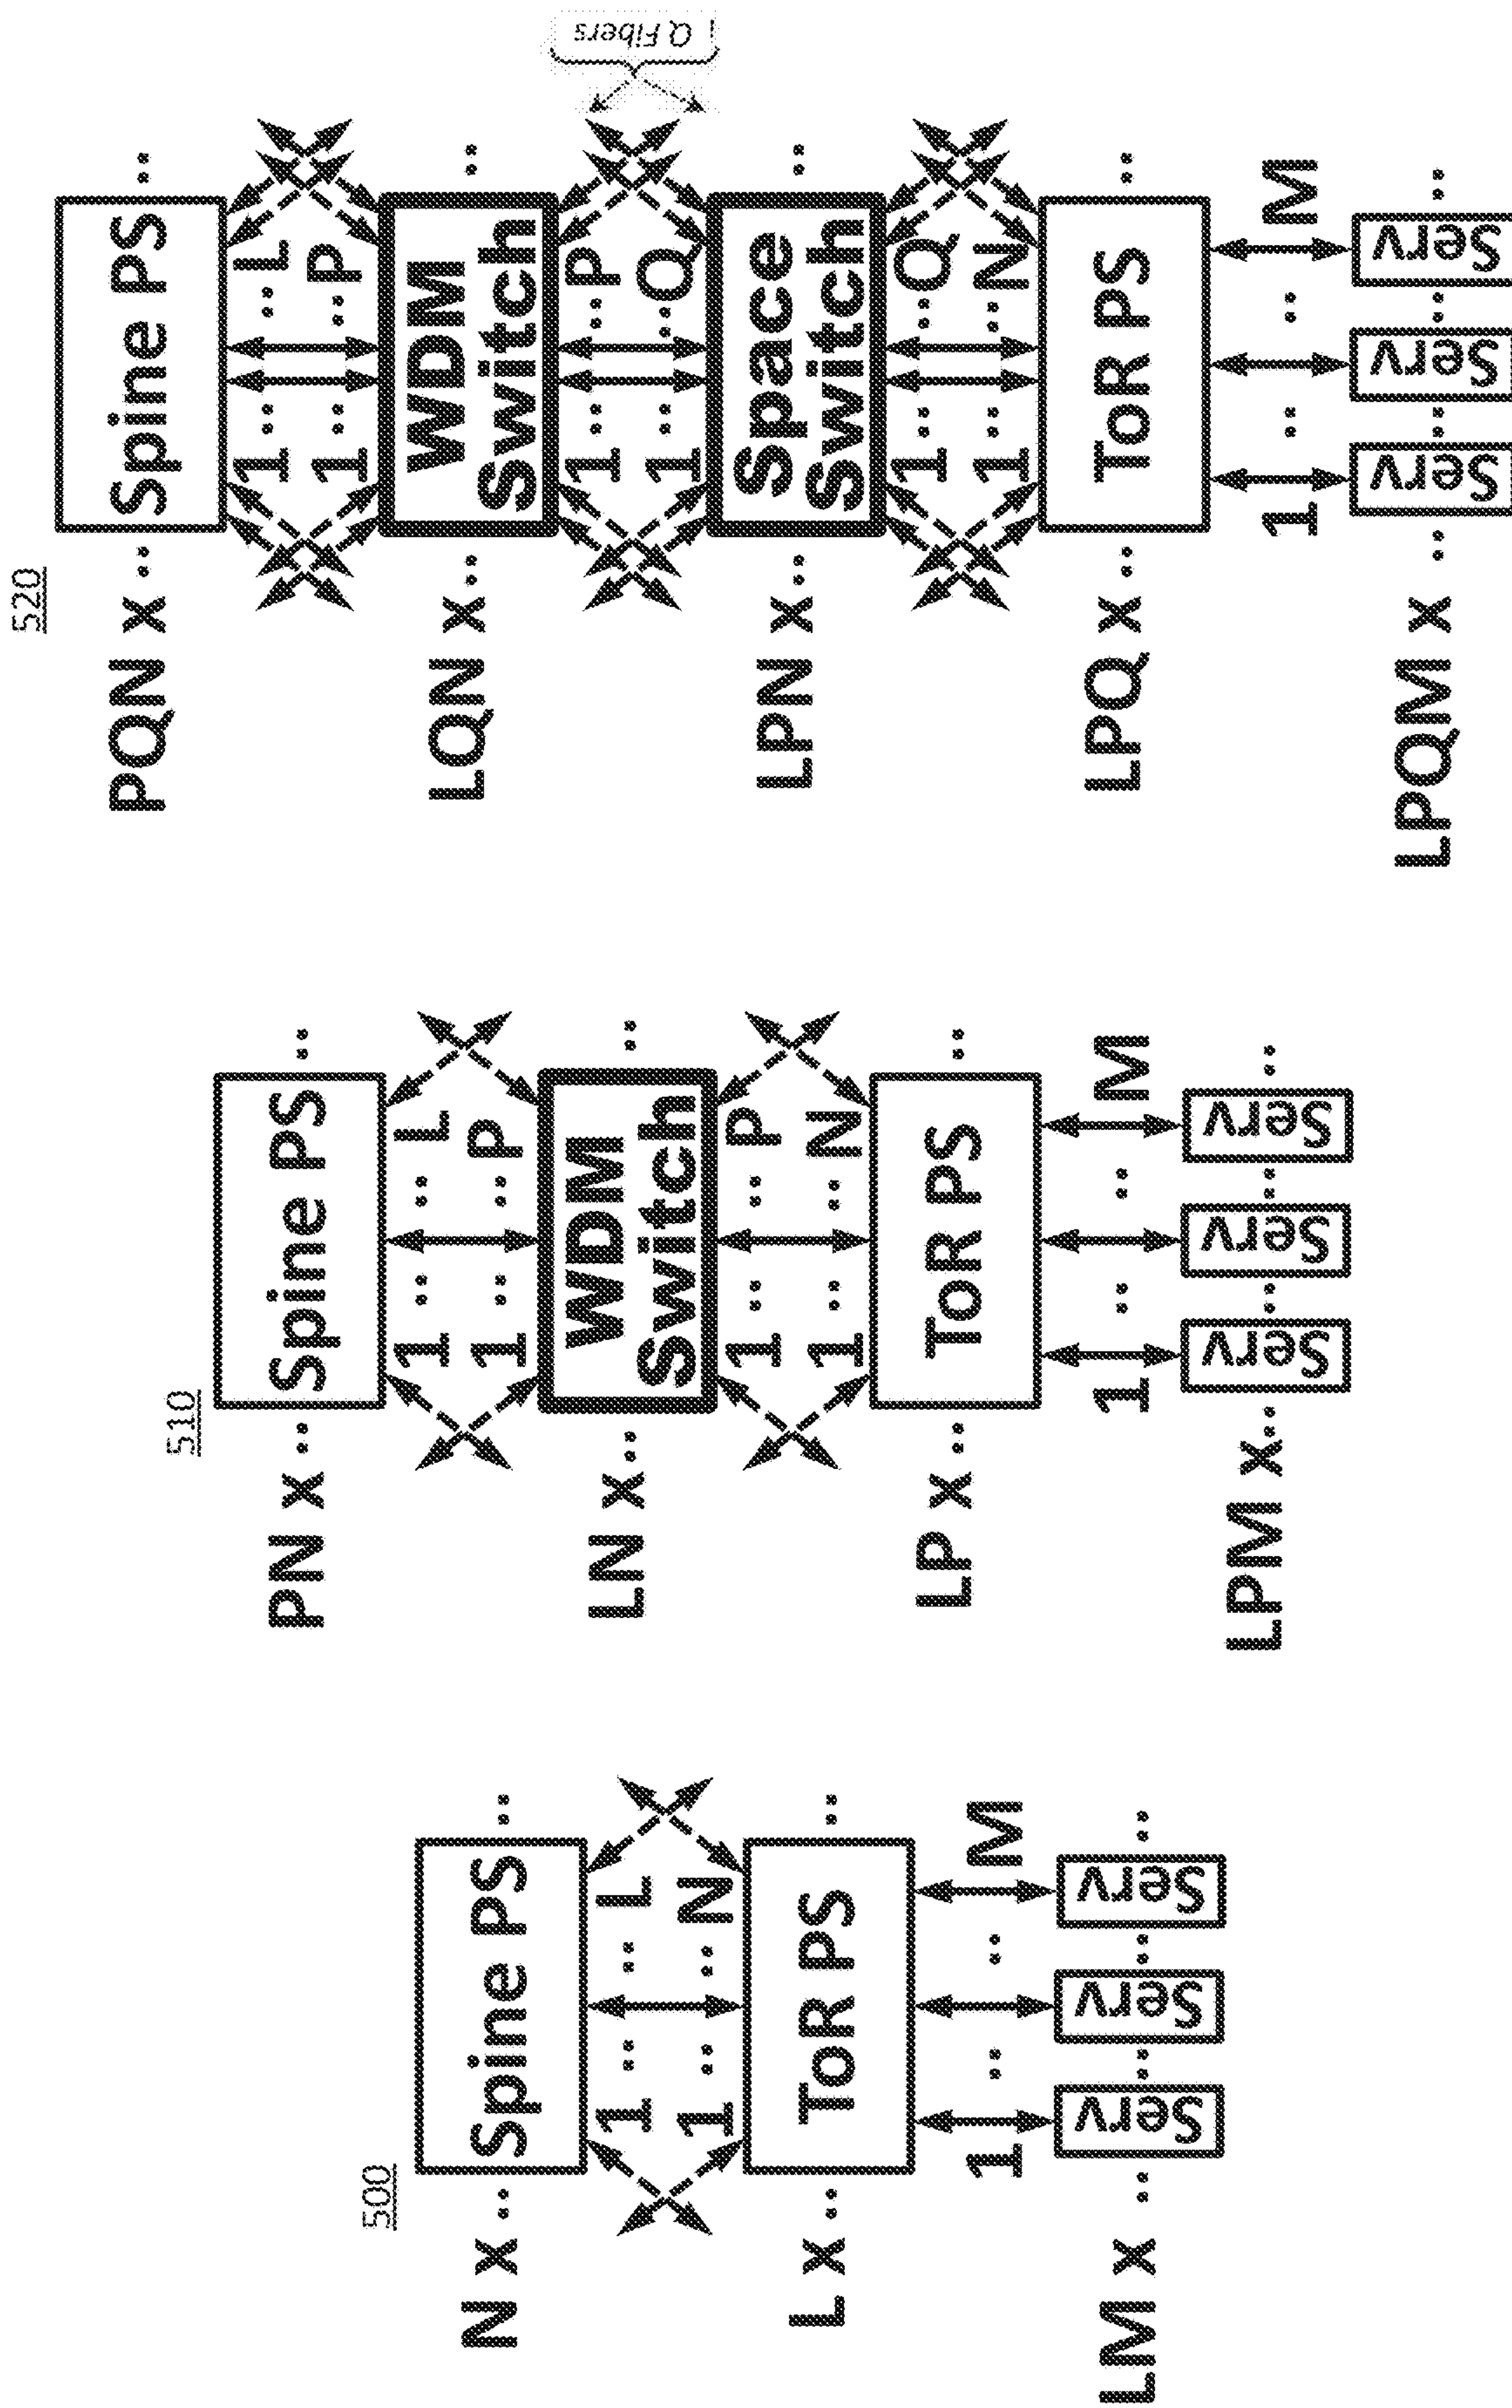 500
N x ··
Spine PS
··
1 ·· ·· L
1 ·· ·· N
L x ··
ToR PS
··
1 ·· ·· M
LM x ··
Serv ·· Serv ·· Serv
··
510
PN x ··
Spine PS
··
1 ·· ·· L
1 ·· ·· P
LN x ··
WDM
Switch
··
1 ·· ·· P
1 ·· ·· N
LP x ··
ToR PS
··
1 ·· ·· M
LPM x ··
Serv ·· Serv ·· Serv
··
520
PQN x ··
Spine PS
··
1 ·· ·· L
1 ·· ·· P
LQN x ··
WDM
Switch
··
Q Fibers
1 ·· ·· P
1 ·· ·· Q
LPN x ··
Space
Switch
··
1 ·· ·· Q
1 ·· ·· N
LPQ x ··
ToR PS
··
1 ·· ·· M
LPQM x ··
Serv ·· Serv ·· Serv
··